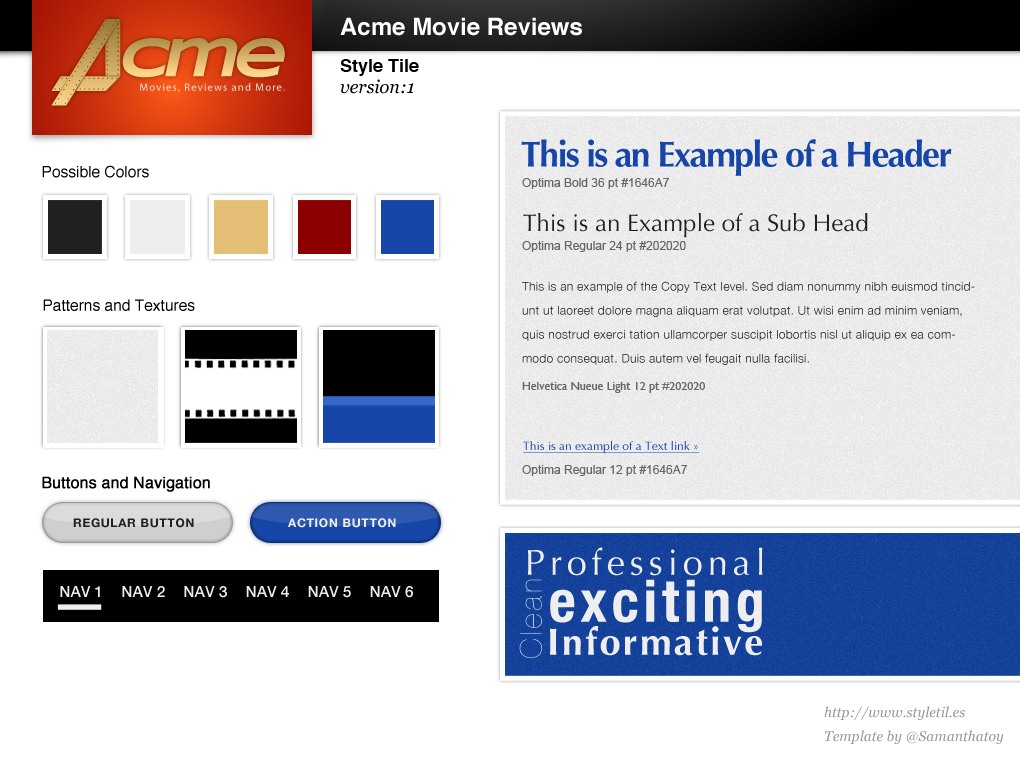 Acme
Movies, Reviews and More.
Acme Movie Reviews
Style Tile
version:1
Possible Colors
Patterns and Textures
Buttons and Navigation
REGULAR BUTTON
ACTION BUTTON
NAV 1 NAV 2 NAV 3 NAV 4 NAV 5 NAV 6
This is an Example of a Header
Optima Bold 36 pt #1646A7
This is an Example of a Sub Head
Optima Regular 24 pt #202020
This is an example of the Copy Text level. Sed diam nonummy nibh euismod tincid-
unt ut laoreet dolore magna aliquam erat volutpat. Ut wisi enim ad minim veniam,
quis nostrud exerci tation ullamcorper suscipit lobortis nisl ut aliquip ex ea com-
modo consequat. Duis autem vel feugait nulla facilisi.
Helvetica Nueue Light 12 pt #202020
This is an example of a Text link »
Optima Regular 12 pt #1646A7
Professional
Clean
exciting
Informative
http://www.styletil.es
Template by @Samanthatoy